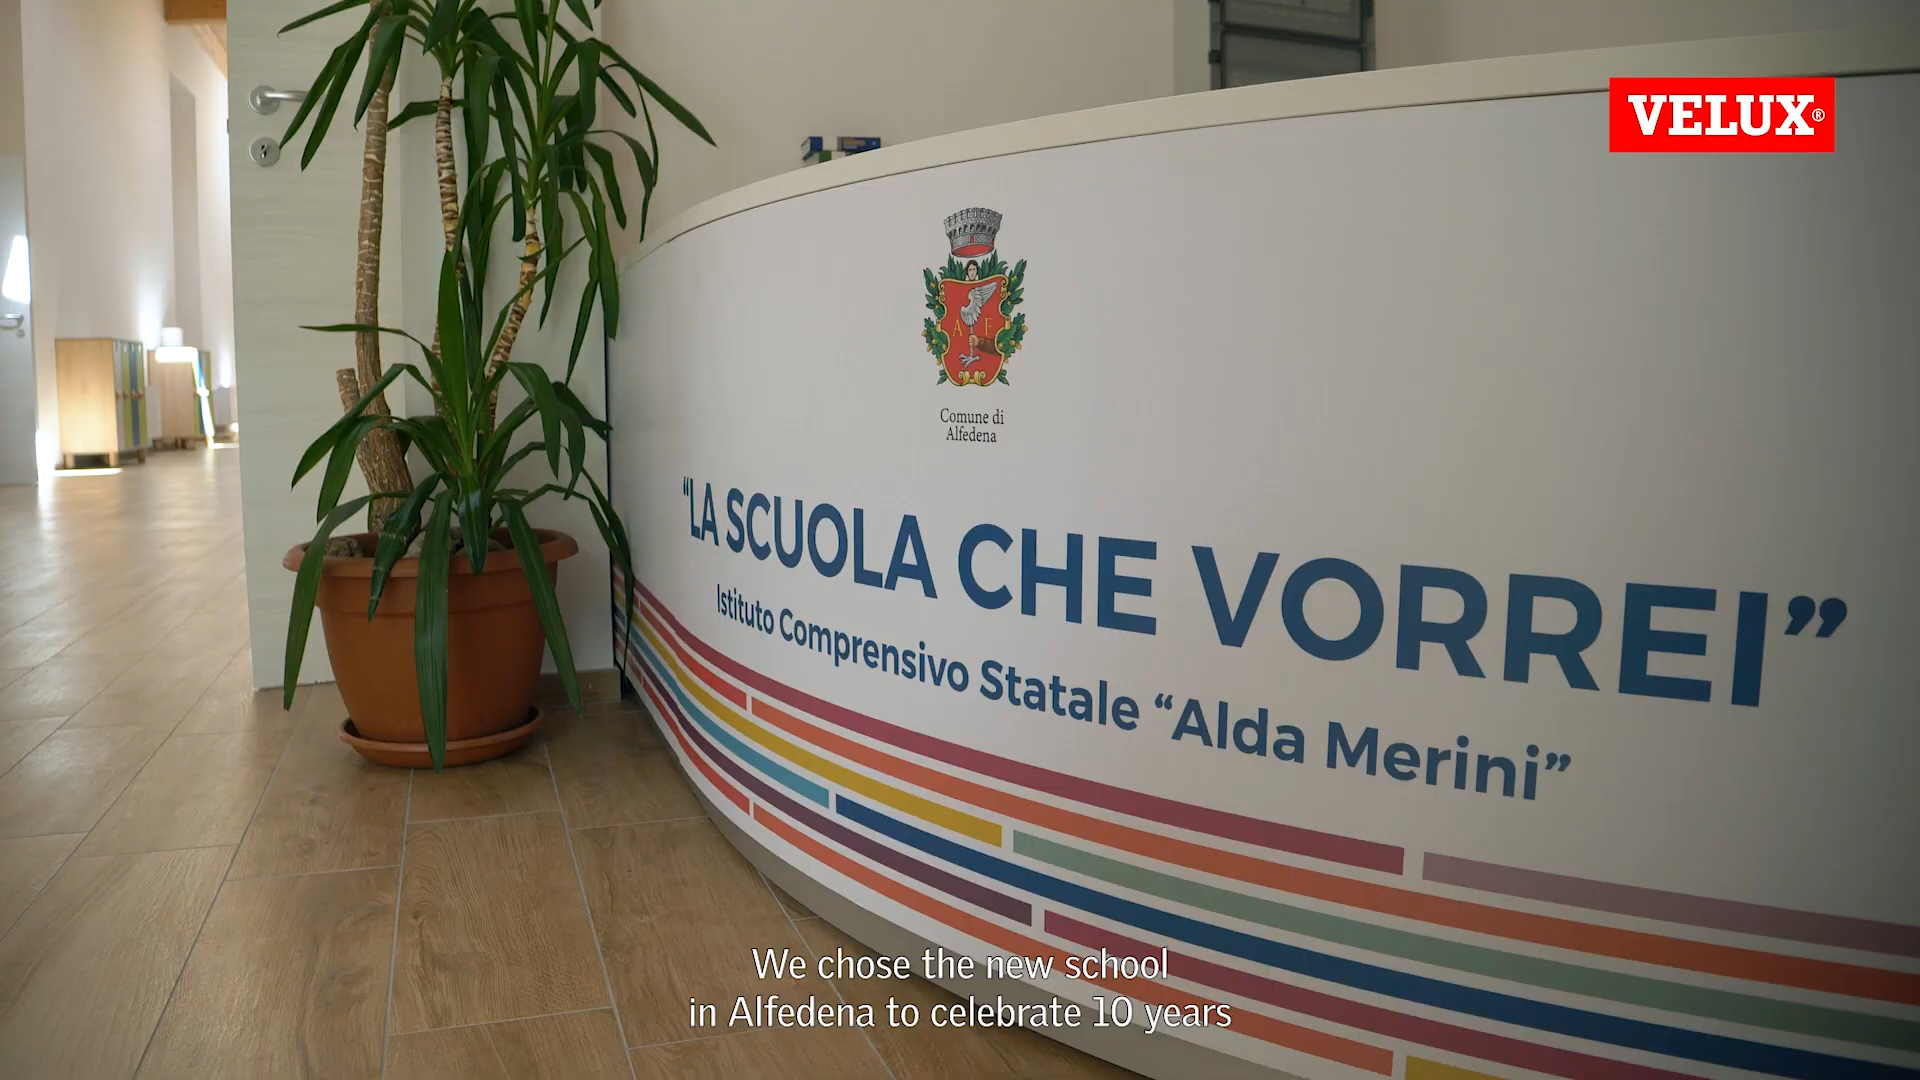 VELUX®
A F
Comune di
Alfedena
“LA SCUOLA CHE VORREI”
Istituto Comprensivo Statale “Alda Merini”
We chose the new school
in Alfedena to celebrate 10 years